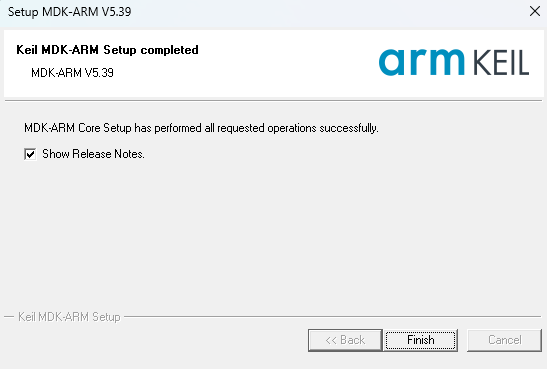 Setup MDK-ARM V5.39
Keil MDK-ARM Setup completed
MDK-ARM V5.39
arm KEIL
MDK-ARM Core Setup has performed all requested operations successfully.
Show Release Notes.
Keil MDK-ARM Setup
<< Back
Finish
Cancel